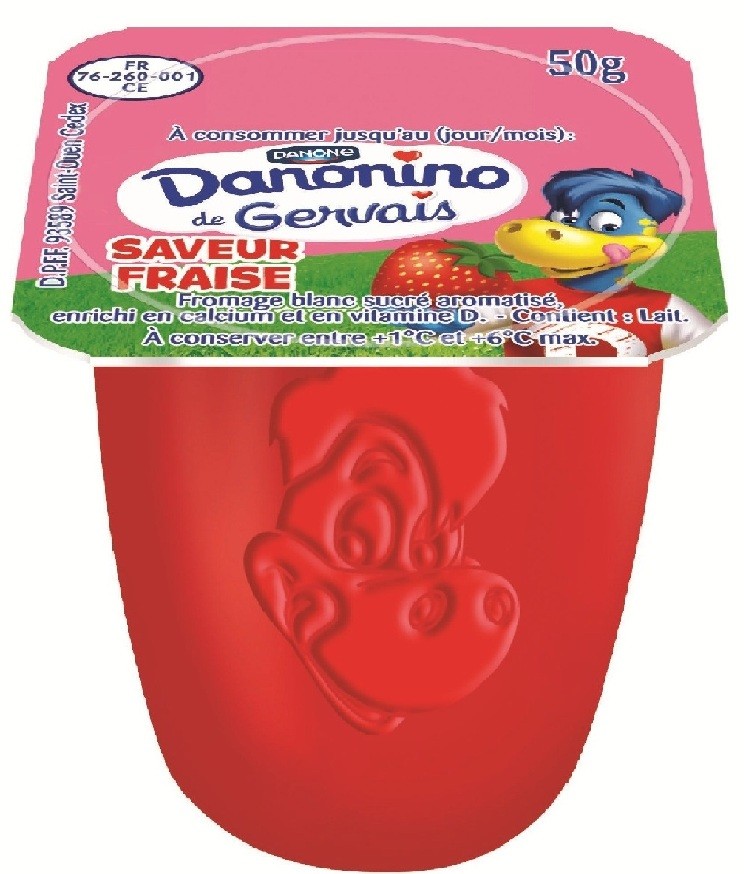 FR
76-260-001
CE
50g
D.P.F.F. 93589 Saint-Ouen Cedex
À consommer jusqu'au (jour/mois):
DANONE
Danonino
de Gervais
SAVEUR
FRAISE
Fromage blanc sucré aromatisé,
enrichi en calcium et en vitamine D. - Contient : Lait.
À conserver entre +1°C et +6°C max.